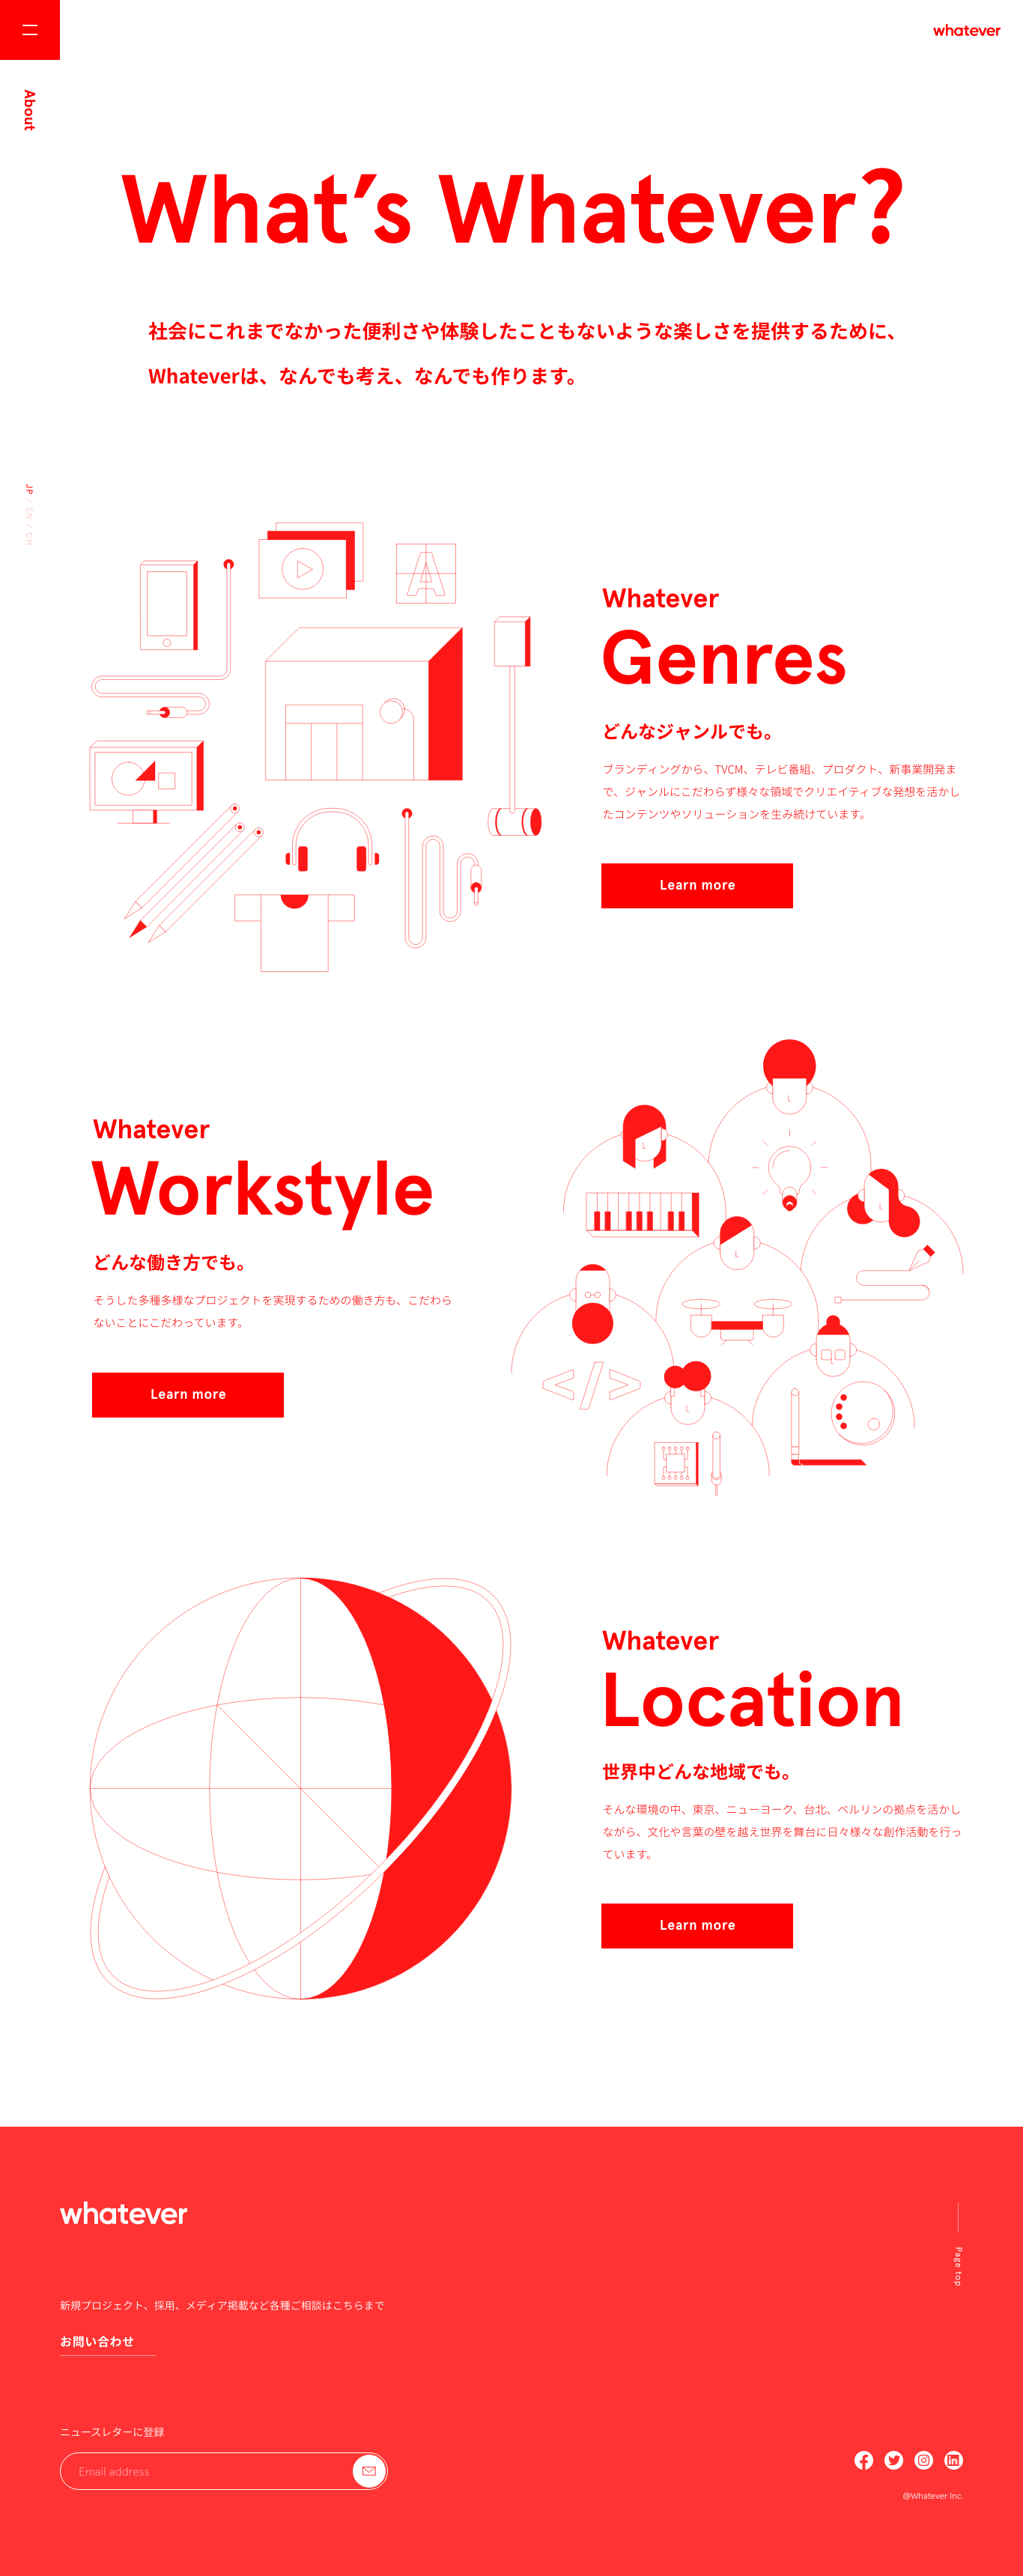 whatever
About
What's Whatever?
社会にこれまでなかった便利さや体験したこともないような楽しさを提供するために、
Whateverは、なんでも考え、なんでも作ります。
JP / EN / CH
A
Whatever
Genres
どんなジャンルでも。
ブランディングから、TVCM、テレビ番組、プロダクト、新事業開発ま
で、ジャンルにこだわらず様々な領域でクリエイティブな発想を活かし
たコンテンツやソリューションを生み続けています。
Learn more
Whatever
Workstyle
どんな働き方でも。
そうした多種多様なプロジェクトを実現するための働き方も、こだわら
ないことにこだわっています。
Learn more
</>
Whatever
Location
世界中どんな地域でも。
そんな環境の中、東京、ニューヨーク、台北、ベルリンの拠点を活かし
ながら、文化や言葉の壁を越え世界を舞台に日々様々な創作活動を行っ
ています。
Learn more
whatever
Page top
新規プロジェクト、採用、メディア掲載など各種ご相談はこちらまで
お問い合わせ
ニュースレターに登録
Email address
@Whatever Inc.